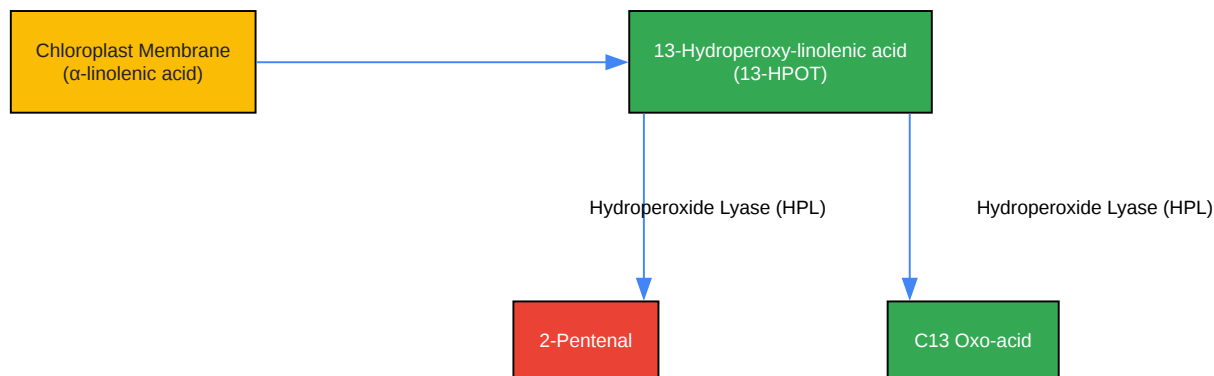 Chloroplast Membrane
(α-linolenic acid)
13-Hydroperoxy-linolenic acid
(13-HPOT)
Hydroperoxide Lyase (HPL)
Hydroperoxide Lyase (HPL)
2-Pentenal
C13 Oxo-acid